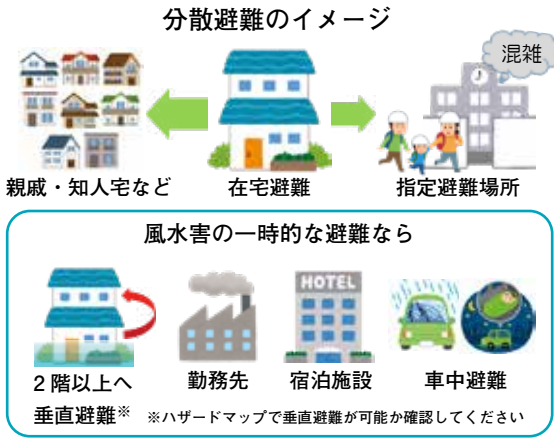 分散避難のイメージ
混雑
親戚・知人宅など
在宅避難
指定避難場所
風水害の一時的な避難なら
HOTEL
2階以上へ
垂直避難※
勤務先
宿泊施設
車中避難
※ハザードマップで垂直避難が可能か確認してください